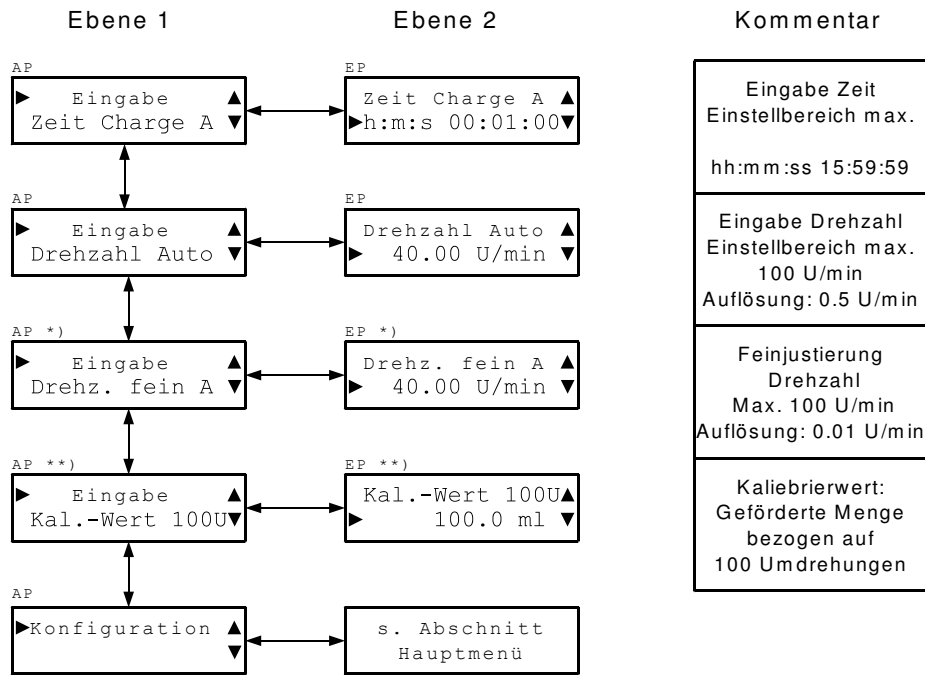 Ebene 1 Ebene 2 Kommentar
AP EP
► Eingabe ▲ Zeit Charge A ▲ Eingabe Zeit
Zeit Charge A ▼ ►h:m:s 00:01:00▼ Einstellbereich max.
hh:mm:ss 15:59:59
AP EP
► Eingabe ▲ Drehzahl Auto ▲ Eingabe Drehzahl
Drehzahl Auto ▼ ► 40.00 U/min ▼ Einstellbereich max.
100 U/min
Auflösung: 0.5 U/min
AP *) EP *)
► Eingabe ▲ Drehz. fein A ▲ Feinjustierung
Drehz. fein A ▼ ► 40.00 U/min ▼ Drehzahl
Max. 100 U/min
Auflösung: 0.01 U/min
AP **) EP **)
► Eingabe ▲ Kal.-Wert 100U▲ Kaliebrierwert:
Kal.-Wert 100U▼ ► 100.0 ml ▼ Geförderte Menge
bezogen auf
100 Umdrehungen
AP
►Konfiguration ▲ s. Abschnitt
▼ Hauptmenü